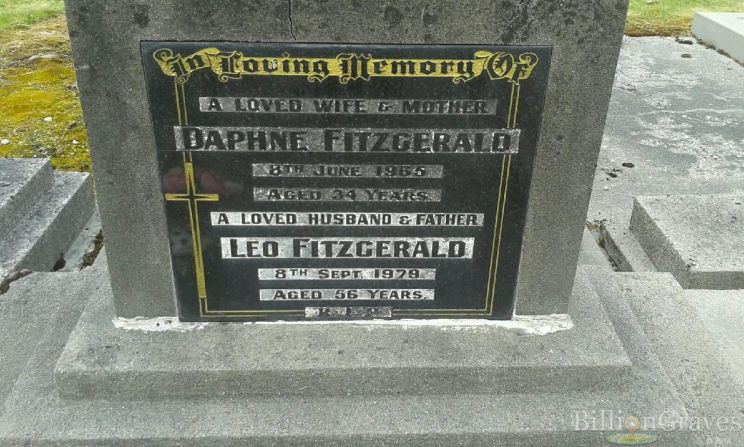 In Loving Memory Of
A LOVED WIFE & MOTHER
DAPHNE FITZGERALD
8TH JUNE 1965
AGED 34 YEARS
A LOVED HUSBAND & FATHER
LEO FITZGERALD
8TH SEPT. 1979
AGED 56 YEARS.
R.I.P.
BillionGraves